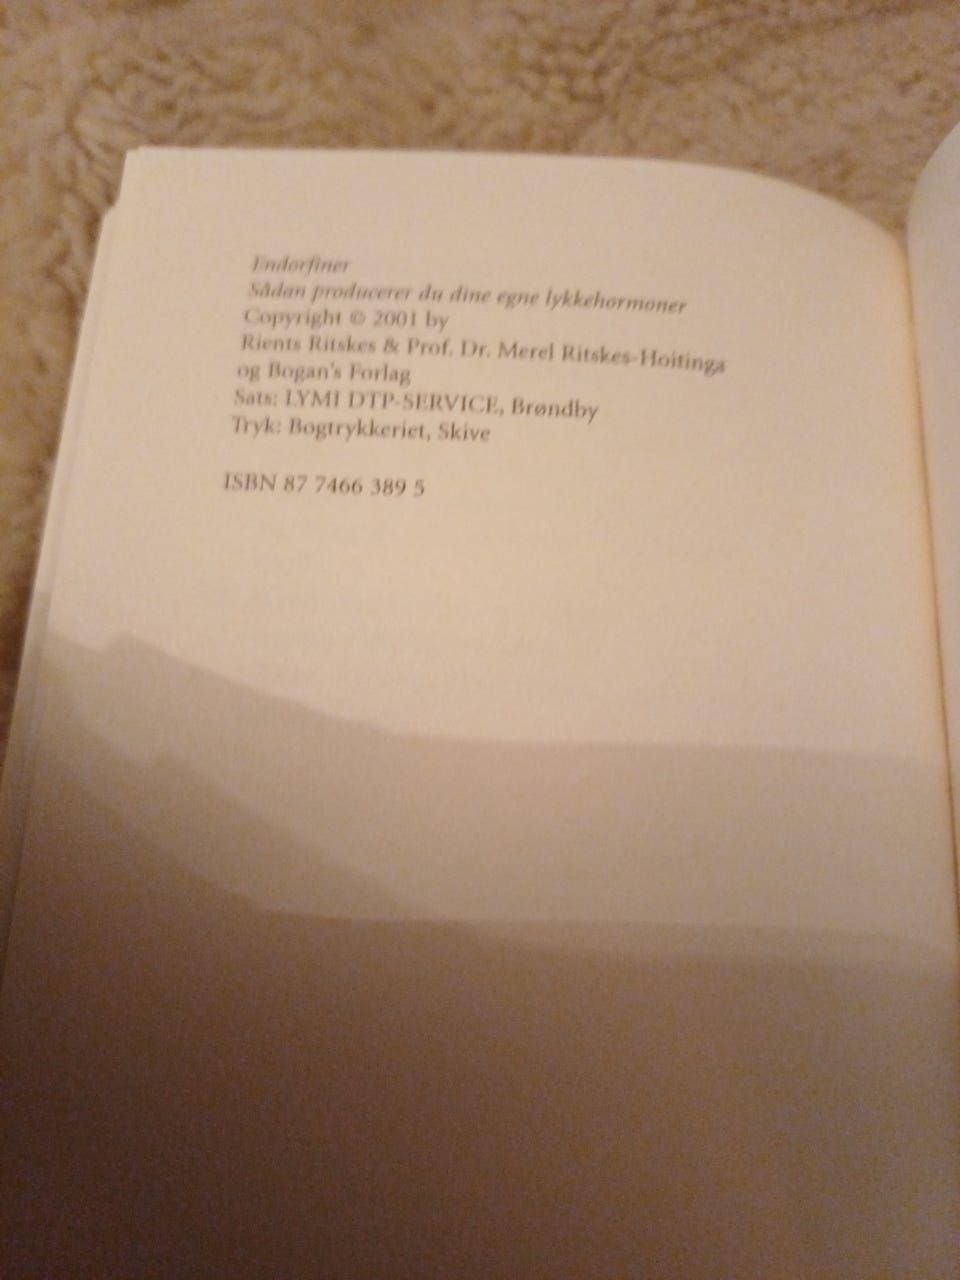 Endorfiner
Sådan producerer du dine egne lykkehormoner
Copyright © 2001 by
Rients Ritskes & Prof. Dr. Merel Ritskes-Hoitinga
og Bogan's Forlag
Sats: LYMI DTP-SERVICE, Brøndby
Tryk: Bogtrykkeriet, Skive
ISBN 87 7466 389 5